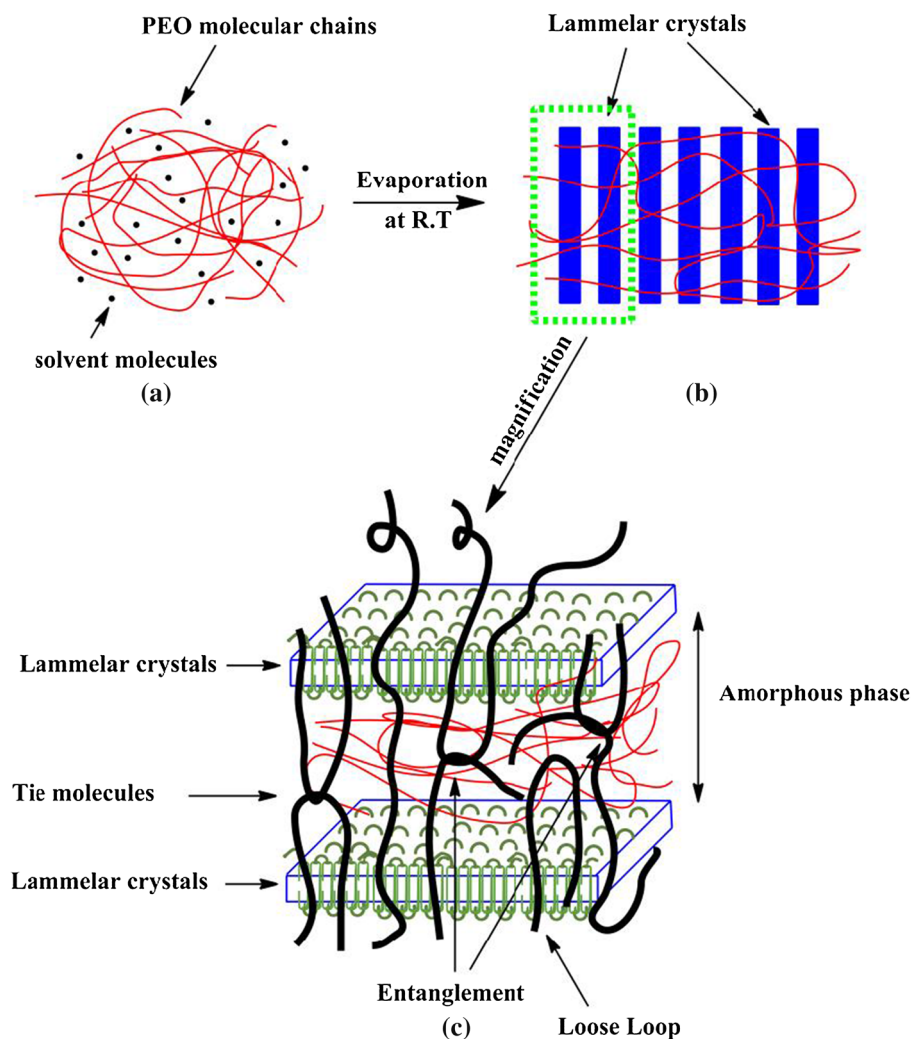 PEO molecular chains
Lammelar crystals
Evaporation
at R.T
solvent molecules
(a)
(b)
magnification
Lammelar crystals
Amorphous phase
Tie molecules
Lammelar crystals
Entanglement
(c)
Loose Loop